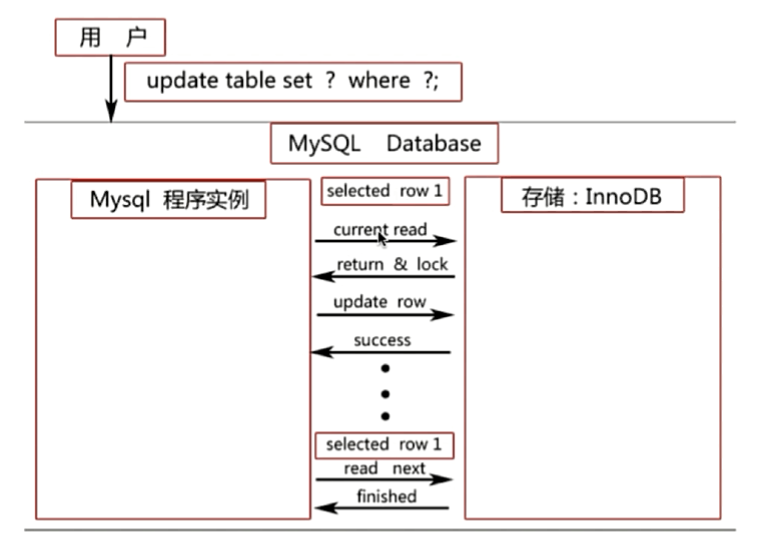 用 户
update table set ? where ?;
MySQL Database
Mysql 程序实例
selected row 1
存储：InnoDB
current read
return & lock
update row
success
selected row 1
read next
finished